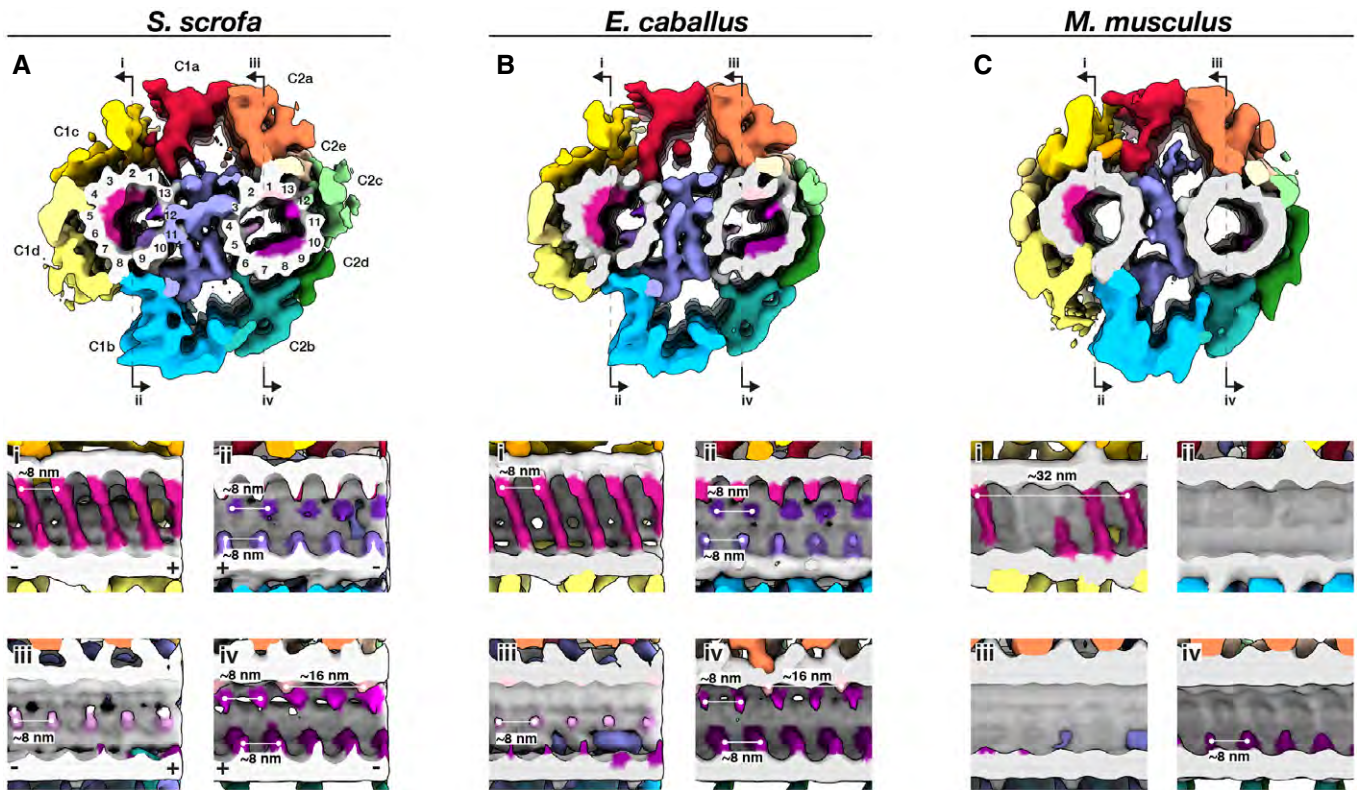 S. scrofa
E. caballus
M. musculus
A
i
C1a
iii
C2a
C1c
C2e
C2c
C1d
C2d
C1b
C2b
ii
iv
1
2
3
4
5
6
7
8
9
10
11
12
13
1
2
3
4
5
6
7
8
9
10
11
12
13
B
i
iii
ii
iv
C
i
iii
ii
iv
i
~8 nm
-
+
ii
~8 nm
~8 nm
+
-
i
~8 nm
ii
~8 nm
~8 nm
i
~32 nm
ii
iii
~8 nm
-
+
iv
~8 nm
~16 nm
~8 nm
+
-
iii
~8 nm
iv
~8 nm
~16 nm
~8 nm
iii
iv
~8 nm